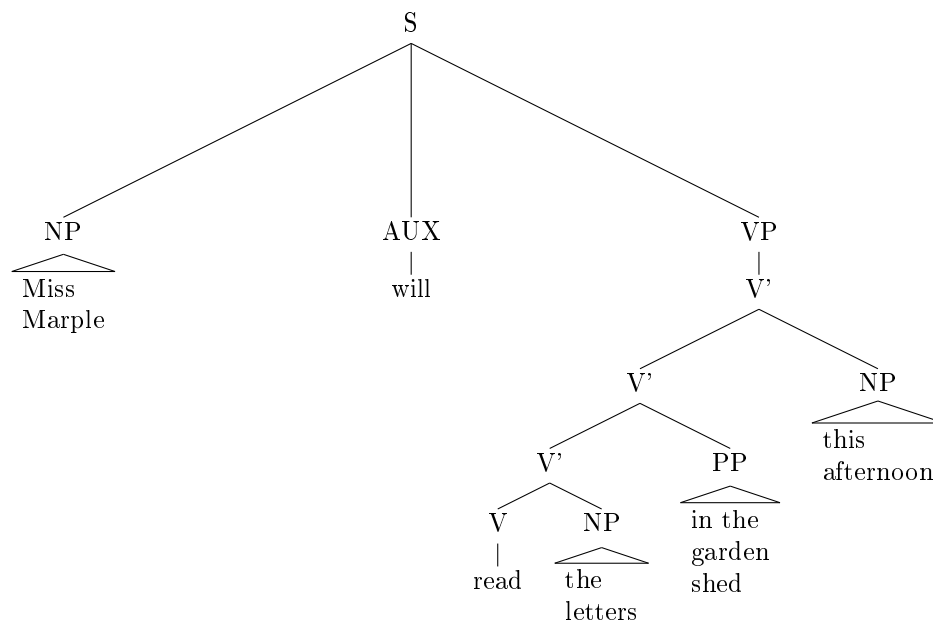 S
NP AUX VP
Miss
Marple
will
V'
V' NP
this
afternoon
V' PP
in the
garden
shed
V NP
read
the
letters